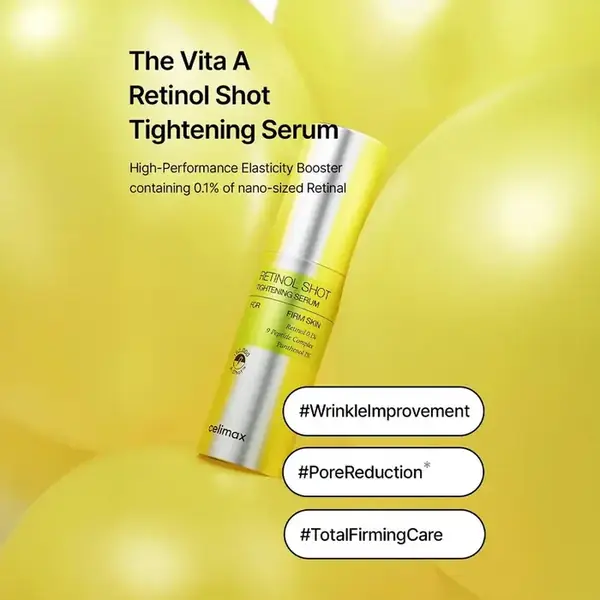 The Vita A
Retinol Shot
Tightening Serum
High-Performance Elasticity Booster
containing 0.1% of nano-sized Retinal
RETINOL SHOT
TIGHTENING SERUM
FOR FIRM SKIN
Retinal 0.1%
9 Peptide Complex
Panthenol 1%
celimax
#WrinkleImprovement
#PoreReduction*
#TotalFirmingCare